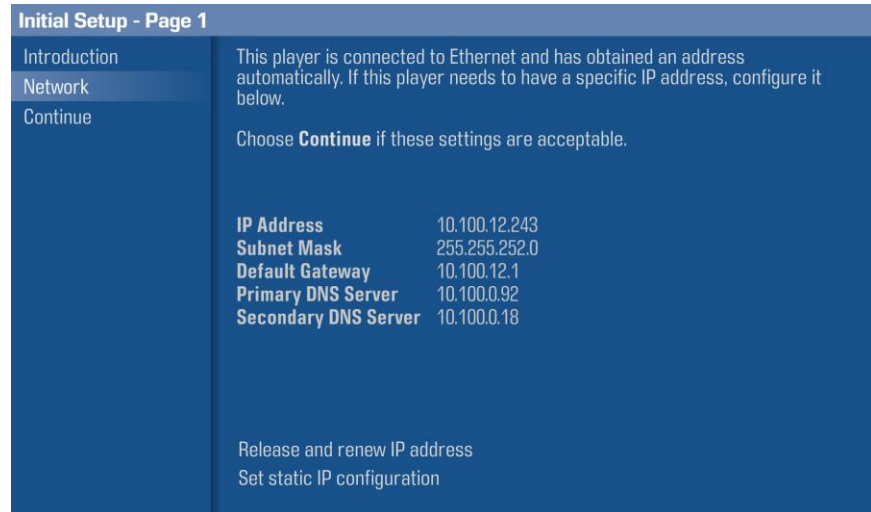 Initial Setup - Page 1
Introduction
Network
Continue
This player is connected to Ethernet and has obtained an address
automatically. If this player needs to have a specific IP address, configure it
below.
Choose Continue if these settings are acceptable.
IP Address 10.100.12.243
Subnet Mask 255.255.252.0
Default Gateway 10.100.12.1
Primary DNS Server 10.100.0.92
Secondary DNS Server 10.100.0.18
Release and renew IP address
Set static IP configuration